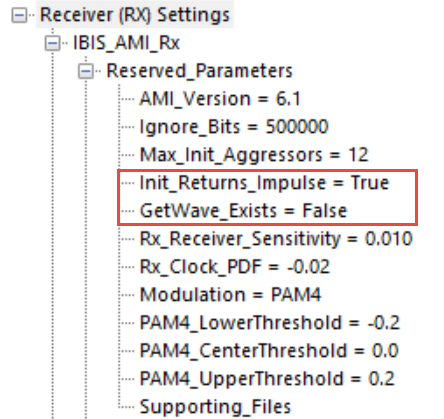 Receiver (RX) Settings
IBIS_AMI_Rx
Reserved_Parameters
AMI_Version = 6.1
Ignore_Bits = 500000
Max_Init_Aggressors = 12
Init_Returns_Impulse = True
GetWave_Exists = False
Rx_Receiver_Sensitivity = 0.010
Rx_Clock_PDF = -0.02
Modulation = PAM4
PAM4_LowerThreshold = -0.2
PAM4_CenterThreshold = 0.0
PAM4_UpperThreshold = 0.2
Supporting_Files